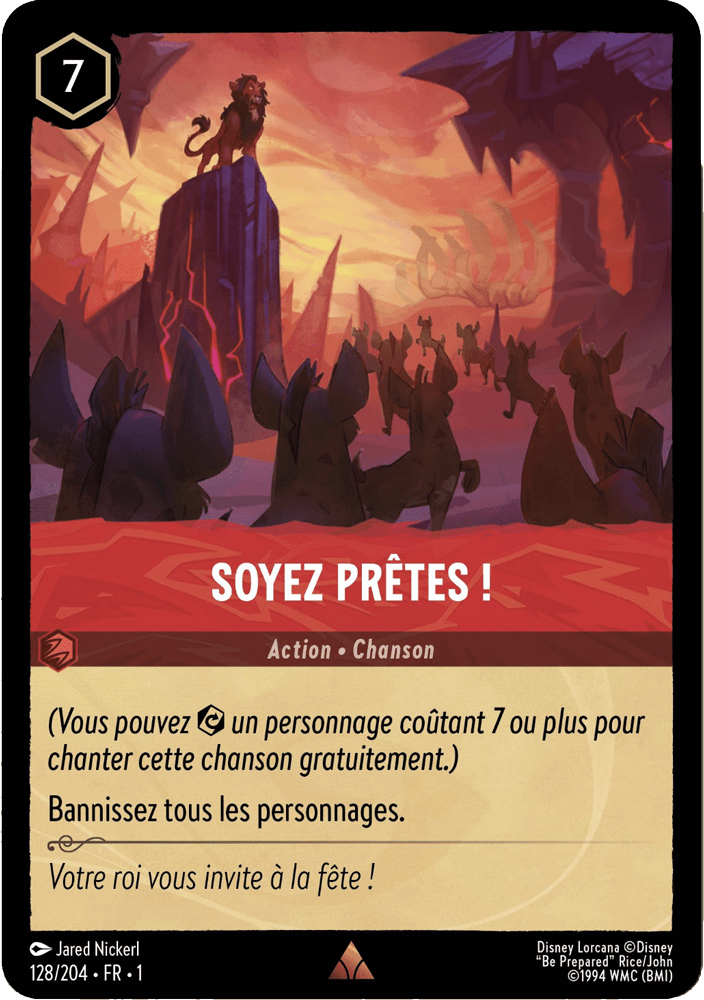 7
SOYEZ PRÊTES !
Action • Chanson
(Vous pouvez un personnage coûtant 7 ou plus pour
chanter cette chanson gratuitement.)
Bannissez tous les personnages.
Votre roi vous invite à la fête !
Jared Nickerl
128/204 • FR • 1
Disney Lorcana ©Disney
“Be Prepared” Rice/John
©1994 WMC (BMI)